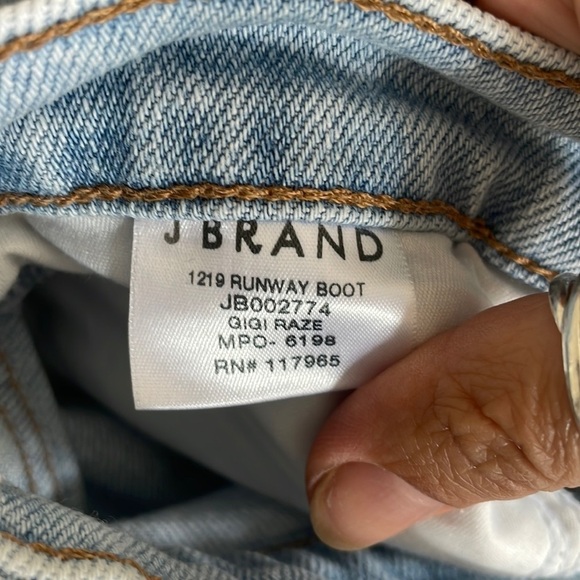 J BRAND
1219 RUNWAY BOOT
JB002774
GIGI RAZE
MPO- 6198
RN# 117965